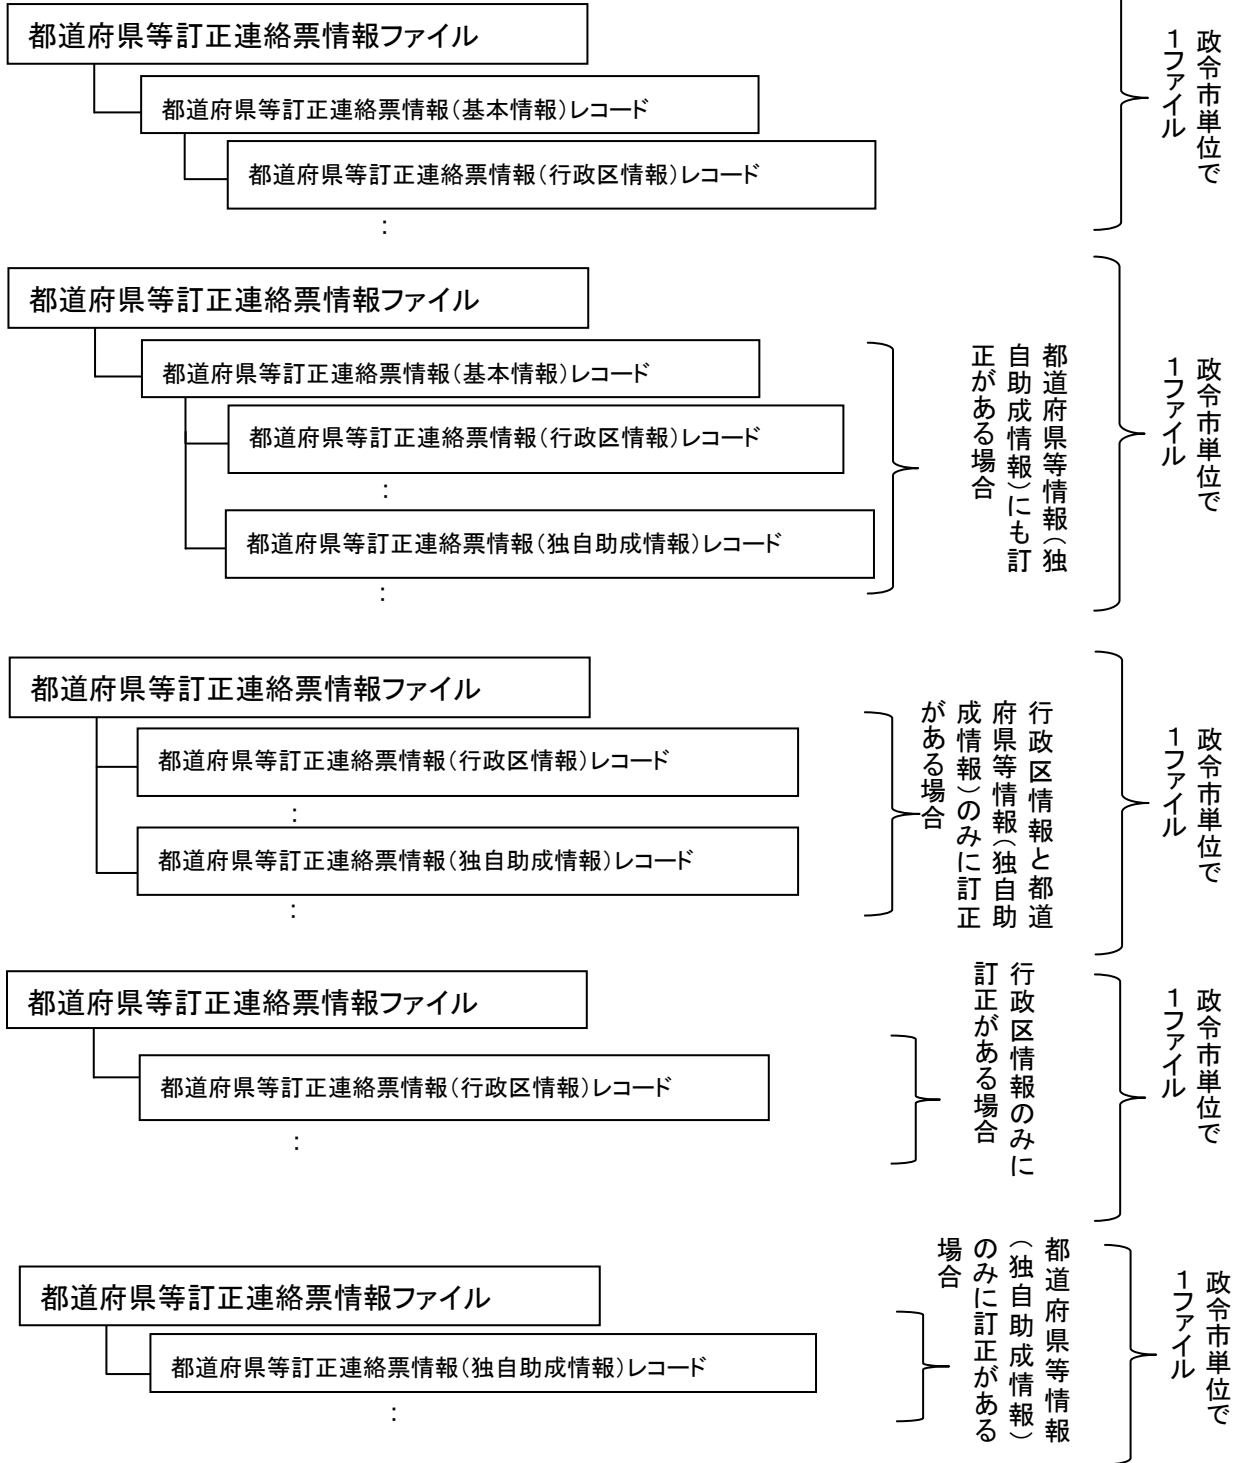 都道府県等訂正連絡票情報ファイル
都道府県等訂正連絡票情報(基本情報)レコード
都道府県等訂正連絡票情報(行政区情報)レコード
:
政令市単位で
1ファイル
都道府県等訂正連絡票情報ファイル
都道府県等訂正連絡票情報(基本情報)レコード
都道府県等訂正連絡票情報(行政区情報)レコード
:
都道府県等訂正連絡票情報(独自助成情報)レコード
:
都道府県等情報(独
自助成情報)にも訂
正がある場合
政令市単位で
1ファイル
都道府県等訂正連絡票情報ファイル
都道府県等訂正連絡票情報(行政区情報)レコード
:
都道府県等訂正連絡票情報(独自助成情報)レコード
:
行政区情報と都道
府県等情報(独自助
成情報)のみに訂正
がある場合
政令市単位で
1ファイル
都道府県等訂正連絡票情報ファイル
都道府県等訂正連絡票情報(行政区情報)レコード
:
行政区情報のみに
訂正がある場合
政令市単位で
1ファイル
都道府県等訂正連絡票情報ファイル
都道府県等訂正連絡票情報(独自助成情報)レコード
:
都道府県等情報
(独自助成情報)
のみに訂正がある
場合
政令市単位で
1ファイル